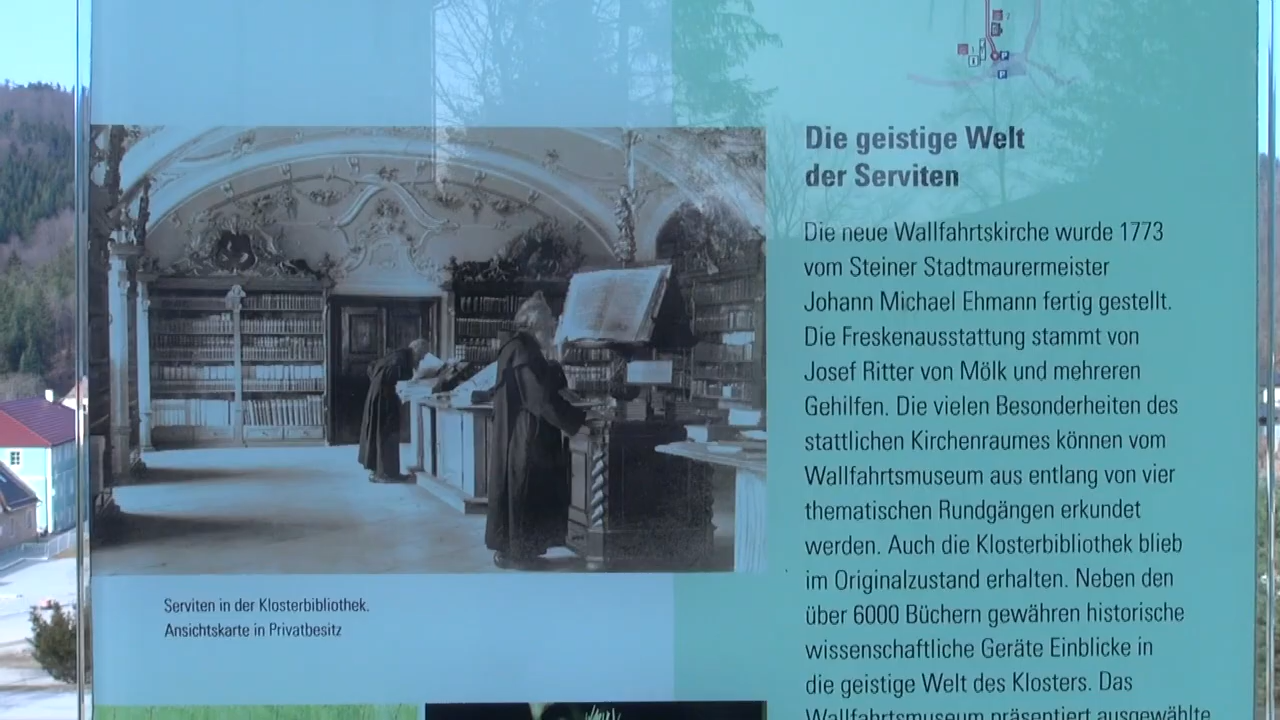 Die geistige Welt
der Serviten
Die neue Wallfahrtskirche wurde 1773
vom Steiner Stadtmaurermeister
Johann Michael Ehmann fertig gestellt.
Die Freskenausstattung stammt von
Josef Ritter von Mölk und mehreren
Gehilfen. Die vielen Besonderheiten des
stattlichen Kirchenraumes können vom
Wallfahrtsmuseum aus entlang von vier
thematischen Rundgängen erkundet
werden. Auch die Klosterbibliothek blieb
im Originalzustand erhalten. Neben den
über 6000 Büchern gewähren historische
wissenschaftliche Geräte Einblicke in
die geistige Welt des Klosters. Das
Wallfahrtsmuseum präsentiert ausgewählte
Serviten in der Klosterbibliothek.
Ansichtskarte in Privatbesitz
P
P